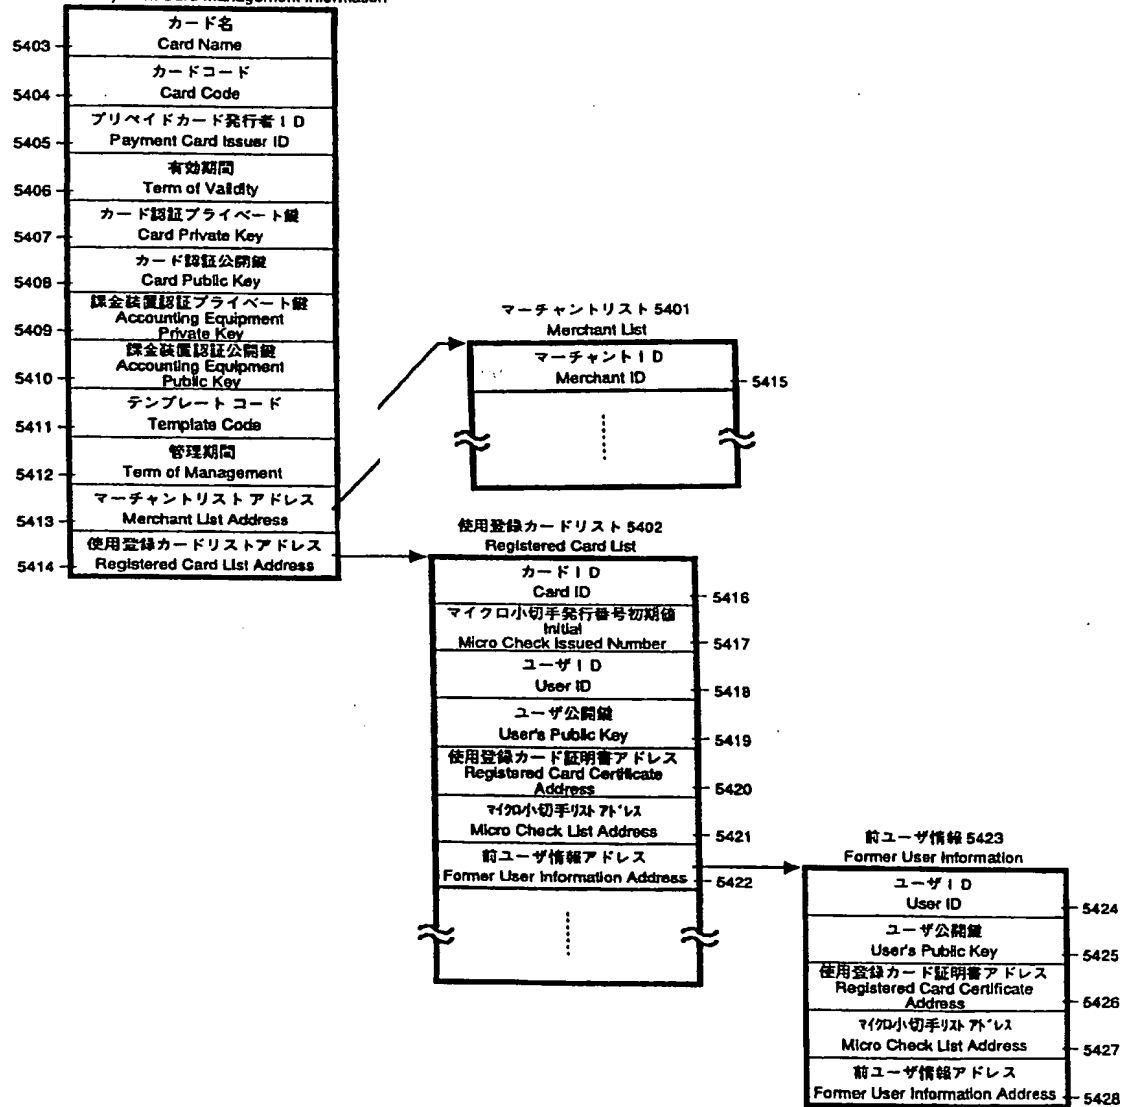 Card Management Information
カード名
Card Name
5403
カードコード
Card Code
5404
プリペイドカード発行者ID
Payment Card Issuer ID
5405
有効期間
Term of Validity
5406
カード認証プライベート鍵
Card Private Key
5407
カード認証公開鍵
Card Public Key
5408
課金装置認証プライベート鍵
Accounting Equipment
Private Key
5409
課金装置認証公開鍵
Accounting Equipment
Public Key
5410
テンプレート コード
Template Code
5411
管理期間
Term of Management
5412
マーチャントリスト アドレス
Merchant List Address
5413
使用登録カードリストアドレス
Registered Card List Address
5414
マーチャントリスト 5401
Merchant List
マーチャントID
Merchant ID
5415
使用登録カードリスト 5402
Registered Card List
カードID
Card ID
5416
マイクロ小切手発行番号初期値
Initial
Micro Check Issued Number
5417
ユーザID
User ID
5418
ユーザ公開鍵
User's Public Key
5419
使用登録カード証明書アドレス
Registered Card Certificate
Address
5420
マイクロ小切手リスト アドレス
Micro Check List Address
5421
前ユーザ情報アドレス
Former User Information Address
5422
前ユーザ情報 5423
Former User Information
ユーザID
User ID
5424
ユーザ公開鍵
User's Public Key
5425
使用登録カード証明書アドレス
Registered Card Certificate
Address
5426
マイクロ小切手リスト アドレス
Micro Check List Address
5427
前ユーザ情報アドレス
Former User Information Address
5428